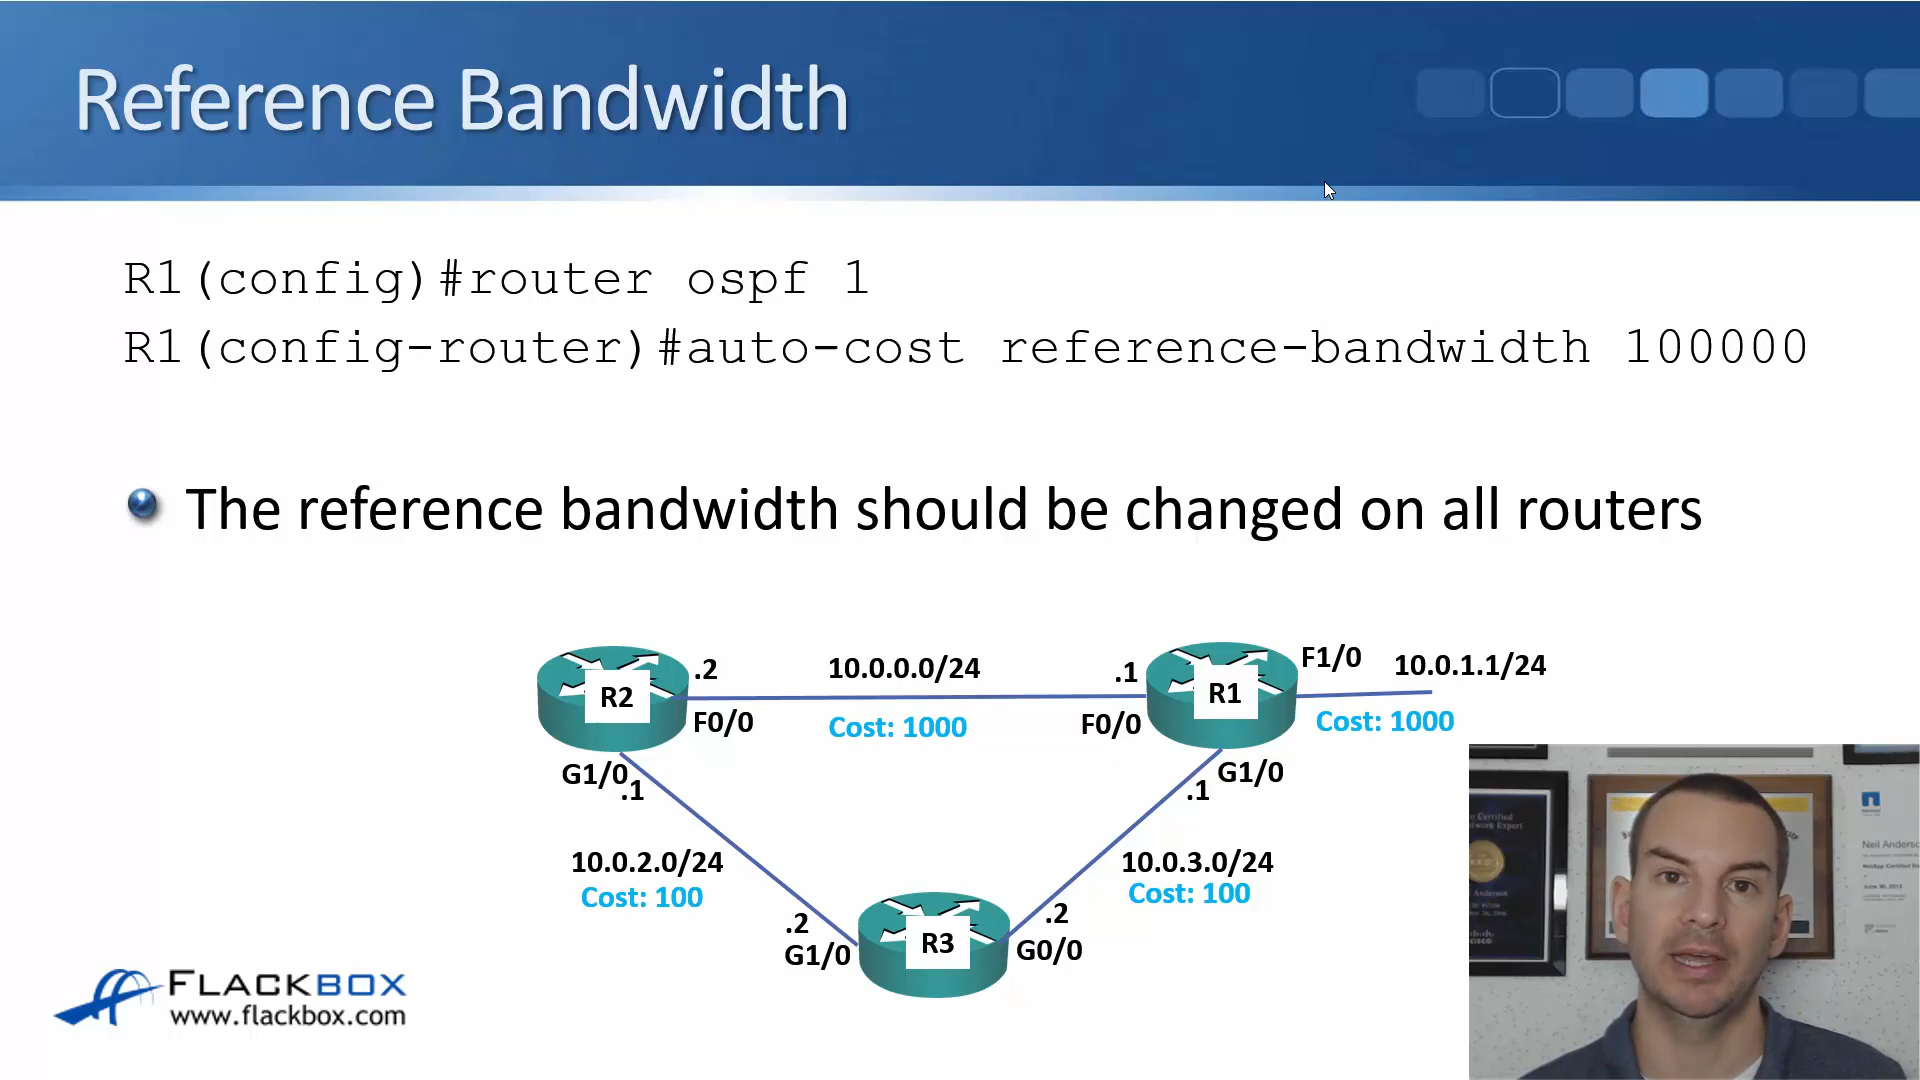 Reference Bandwidth
R1(config)#router ospf 1
R1(config-router)#auto-cost reference-bandwidth 100000
The reference bandwidth should be changed on all routers
R2
.2
10.0.0.0/24
.1
R1
F1/0
10.0.1.1/24
F0/0
Cost: 1000
F0/0
Cost: 1000
G1/0
.1
.1
G1/0
10.0.2.0/24
Cost: 100
10.0.3.0/24
Cost: 100
.2
G1/0
R3
.2
G0/0
FLACKBOX
www.flackbox.com
Certified
Neil Anderso